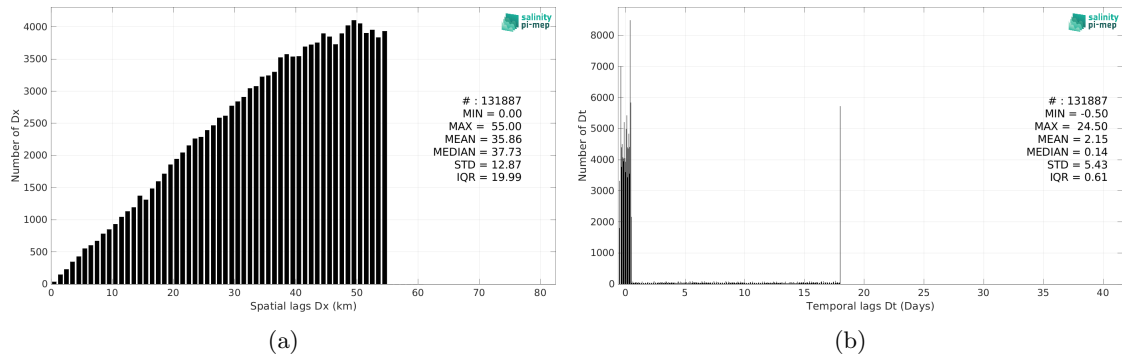 salinity
pi-mep
4000
3500
3000
2500
2000
1500
1000
500
0
Number of Dx
# : 131887
MIN = 0.00
MAX = 55.00
MEAN = 35.86
MEDIAN = 37.73
STD = 12.87
IQR = 19.99
0 10 20 30 40 50 60 70 80
Spatial lags Dx (km)
(a)
salinity
pi-mep
8000
7000
6000
5000
4000
3000
2000
1000
0
Number of Dt
# : 131887
MIN = -0.50
MAX = 24.50
MEAN = 2.15
MEDIAN = 0.14
STD = 5.43
IQR = 0.61
0 5 10 15 20 25 30 35 40
Temporal lags Dt (Days)
(b)